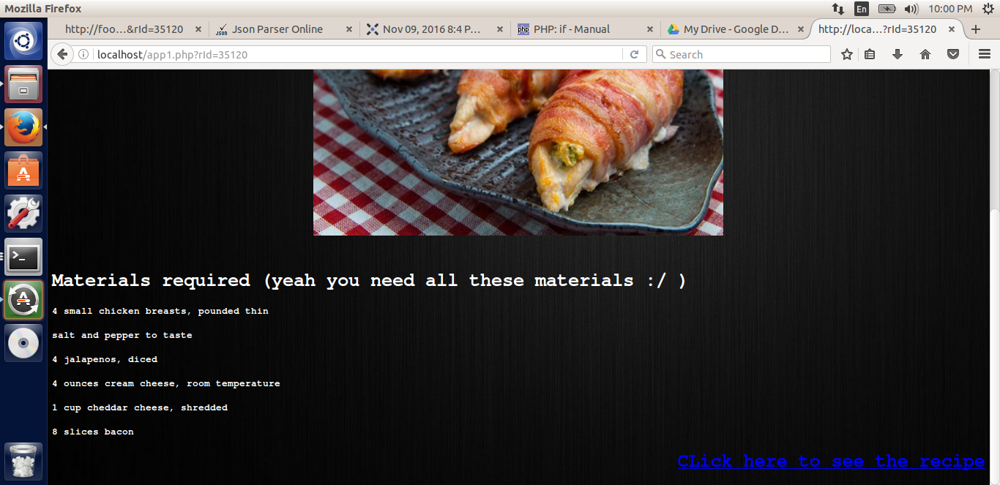 Mozilla Firefox
En
10:00 PM
http://foo...&rId=35120
JSON
Json Parser Online
Nov 09, 2016 8:4 P...
php
PHP: if - Manual
My Drive - Google D...
http://loca...?rId=35120
localhost/app1.php?rId=35120
Search
Materials required (yeah you need all these materials :/ )
4 small chicken breasts, pounded thin
salt and pepper to taste
4 jalapenos, diced
4 ounces cream cheese, room temperature
1 cup cheddar cheese, shredded
8 slices bacon
CLick here to see the recipe